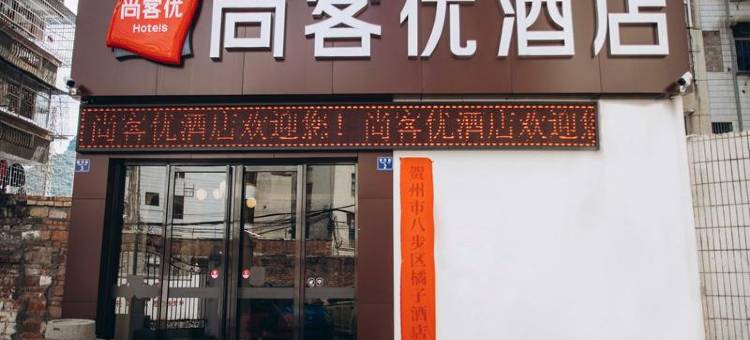 尚客优
Hotels
尚客优酒店
尚客优酒店欢迎您！尚客优酒店欢迎您
贺州市八步区橘子酒店